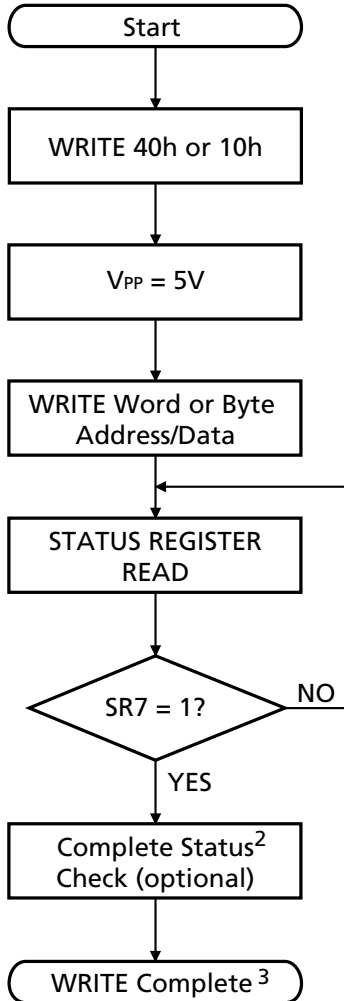 Start
WRITE 40h or 10h
VPP = 5V
WRITE Word or Byte
Address/Data
STATUS REGISTER
READ
SR7 = 1?
NO
YES
Complete Status2
Check (optional)
WRITE Complete 3